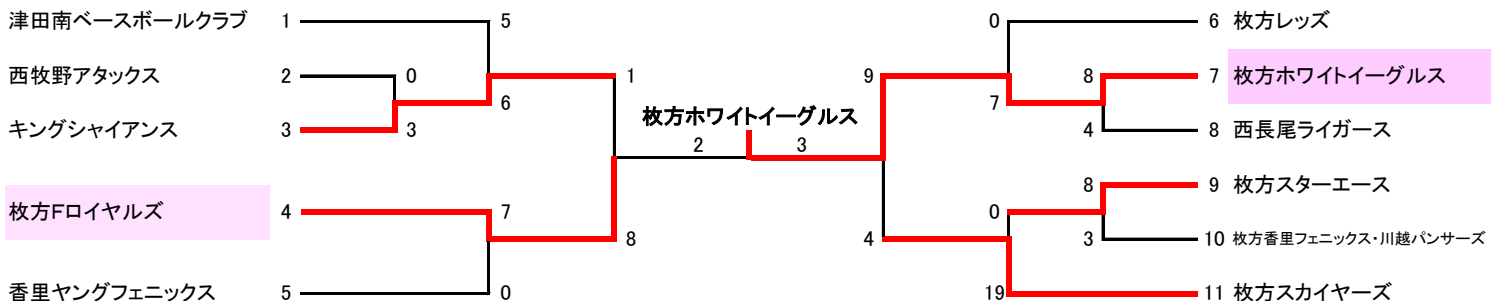 津田南ベースボールクラブ 1 5 0 6 枚方レッズ
西牧野アタックス 2 0 1 9 8 7 枚方ホワイトイーグルス
6 7
キングシャイアンス 3 3 枚方ホワイトイーグルス 4 8 西長尾ライガース
2 3
8 9 枚方スターエース
枚方Fロイヤルズ 4 7 0
8 4 3 10 枚方香里フェニックス・川越パンサーズ
香里ヤングフェニックス 5 0 19 11 枚方スカイヤーズ